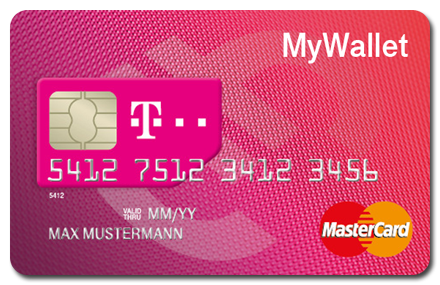 MyWallet
T
5412 7512 3412 3456
5412
VALID THRU MM/YY
MAX MUSTERMANN
MasterCard